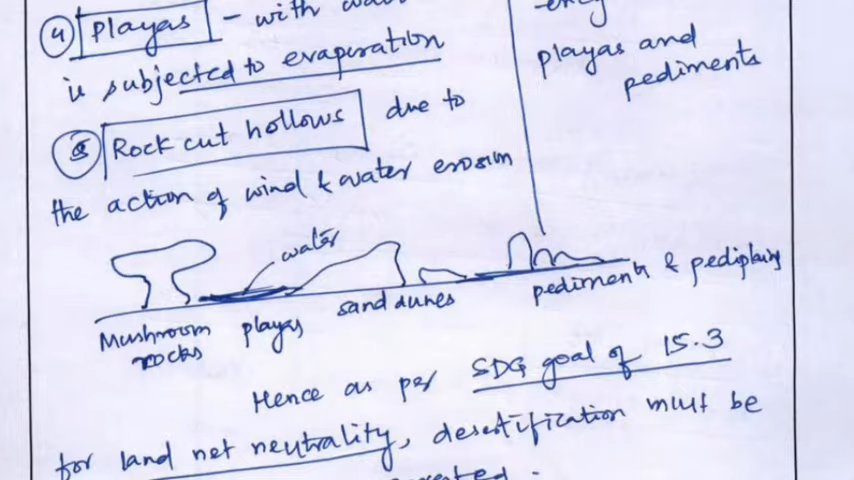 ④ Playas - with
is subjected to evaporation
playas and
pediments
⑤ Rock cut hollows due to
the action of wind & water erosion
water
Mushroom
rocks
playas
sand dunes
pediments & pediplains
Hence as per SDG goal of 15.3
for land net neutrality, desertification must be